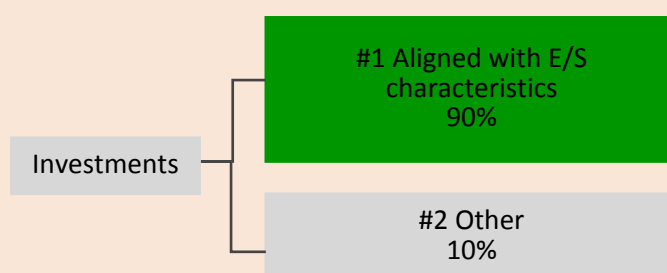 #1 Aligned with E/S
characteristics
90%
Investments
#2 Other
10%